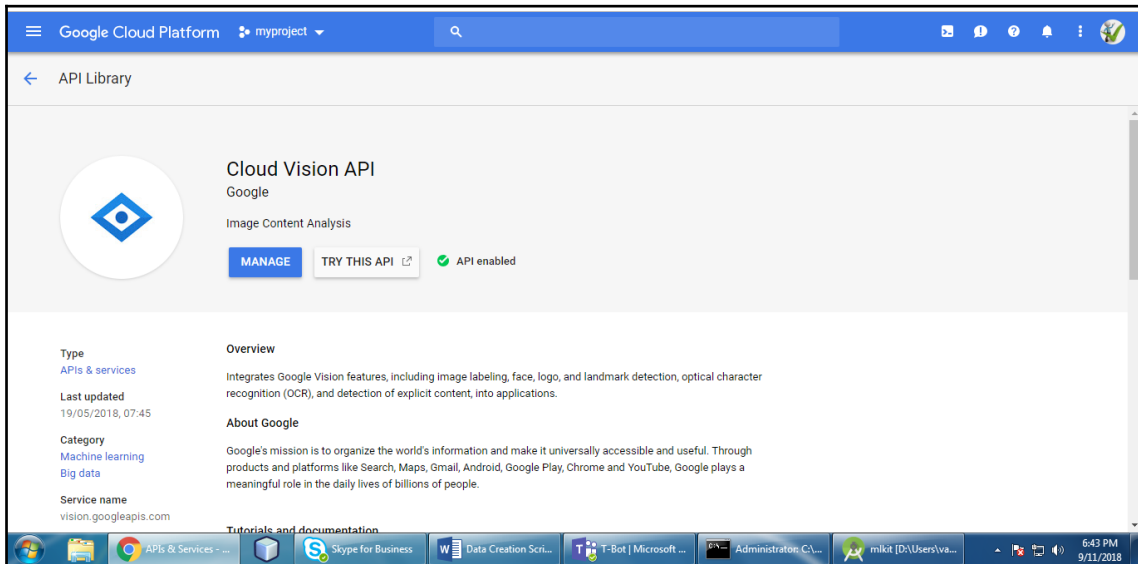 Google Cloud Platform myproject
API Library
Cloud Vision API
Google
Image Content Analysis
MANAGE TRY THIS API API enabled
Type
APIs & services
Last updated
19/05/2018, 07:45
Category
Machine learning
Big data
Service name
vision.googleapis.com
Overview
Integrates Google Vision features, including image labeling, face, logo, and landmark detection, optical character
recognition (OCR), and detection of explicit content, into applications.
About Google
Google's mission is to organize the world's information and make it universally accessible and useful. Through
products and platforms like Search, Maps, Gmail, Android, Google Play, Chrome and YouTube, Google plays a
meaningful role in the daily lives of billions of people.
Tutorials and documentation
APIs & Services - ... Skype for Business Data Creation Scri... T-Bot | Microsoft ... Administrator: C:\... mlkit [D:\Users\va... 6:43 PM
9/11/2018